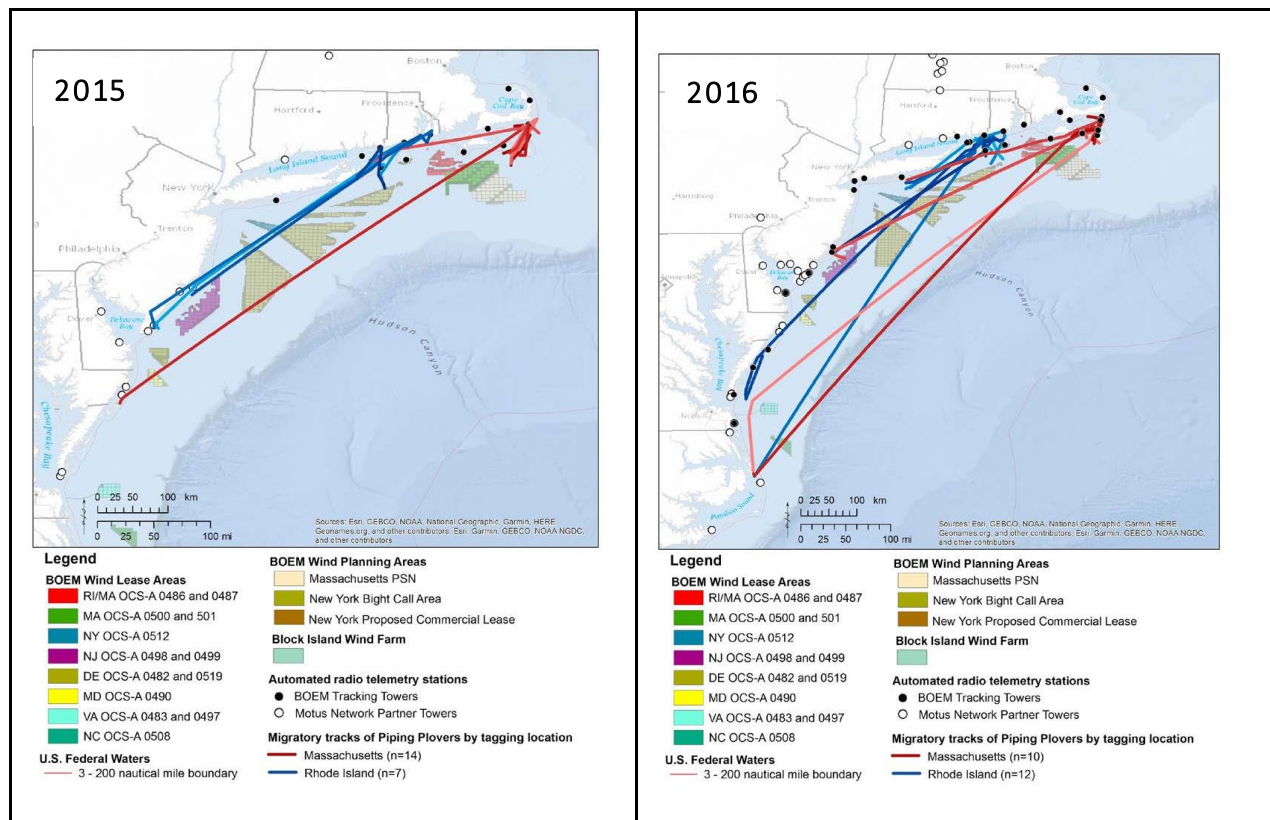 2015
Boston
Cape
Cod Bay
Hartford
Providence
Long Island Sound
New York
Trenton
Philadelphia
Dover
Delaware
Bay
Hudson Canyon
Chesapeake Bay
0 25 50 100 km
0 25 50 100 mi
Sources: Esri, GEBCO, NOAA, National Geographic, Garmin, HERE
Geonames.org, and other contributors; Esri, Garmin, GEBCO, NOAA NGDC,
and other contributors
Legend
BOEM Wind Lease Areas
RI/MA OCS-A 0486 and 0487
MA OCS-A 0500 and 501
NY OCS-A 0512
NJ OCS-A 0498 and 0499
DE OCS-A 0482 and 0519
MD OCS-A 0490
VA OCS-A 0483 and 0497
NC OCS-A 0508
U.S. Federal Waters
3 - 200 nautical mile boundary
BOEM Wind Planning Areas
Massachusetts PSN
New York Bight Call Area
New York Proposed Commercial Lease
Block Island Wind Farm
Automated radio telemetry stations
BOEM Tracking Towers
Motus Network Partner Towers
Migratory tracks of Piping Plovers by tagging location
Massachusetts (n=14)
Rhode Island (n=7)
2016
Boston
Cape
Cod Bay
Hartford
Providence
Long Island Sound
New York
Harrisburg
Trenton
Philadelphia
Dover
Delaware
Bay
Hudson Canyon
Chesapeake Bay
Norfolk
Pamlico Sound
0 25 50 100 km
0 25 50 100 mi
Sources: Esri, GEBCO, NOAA, National Geographic, Garmin, HERE
Geonames.org, and other contributors; Esri, Garmin, GEBCO, NOAA NGDC,
and other contributors
Legend
BOEM Wind Lease Areas
RI/MA OCS-A 0486 and 0487
MA OCS-A 0500 and 501
NY OCS-A 0512
NJ OCS-A 0498 and 0499
DE OCS-A 0482 and 0519
MD OCS-A 0490
VA OCS-A 0483 and 0497
NC OCS-A 0508
U.S. Federal Waters
3 - 200 nautical mile boundary
BOEM Wind Planning Areas
Massachusetts PSN
New York Bight Call Area
New York Proposed Commercial Lease
Block Island Wind Farm
Automated radio telemetry stations
BOEM Tracking Towers
Motus Network Partner Towers
Migratory tracks of Piping Plovers by tagging location
Massachusetts (n=10)
Rhode Island (n=12)